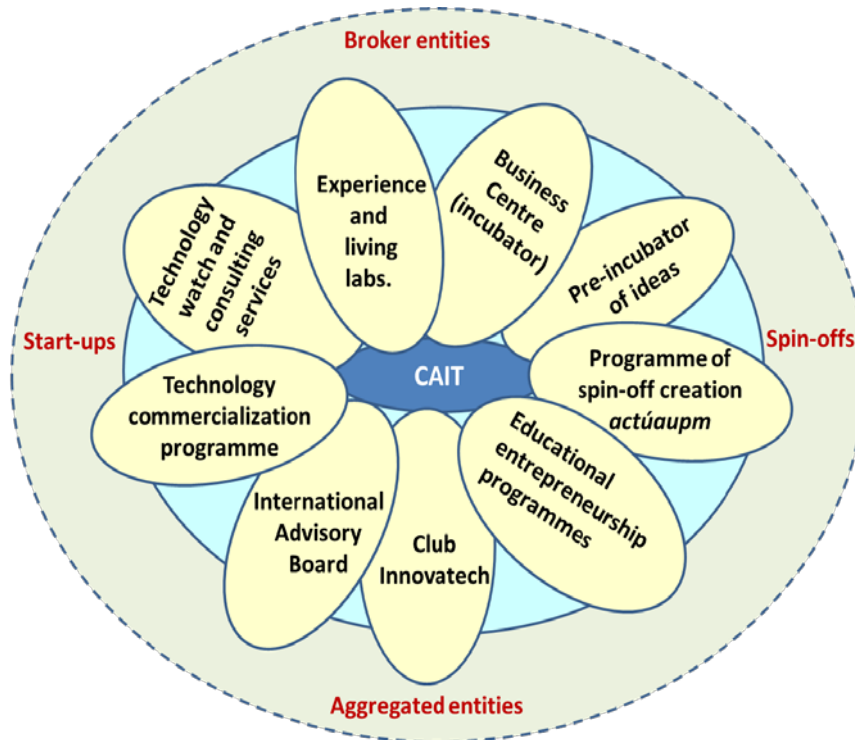 Broker entities
Experience
and
living
labs.
Business
Centre
(incubator)
Technology
watch and
consulting
services
Pre-incubator
of ideas
Start-ups
Spin-offs
CAIT
Programme of
spin-off creation
actúaupm
Technology
commercialization
programme
Educational
entrepreneurship
programmes
International
Advisory
Board
Club
Innovatech
Aggregated entities